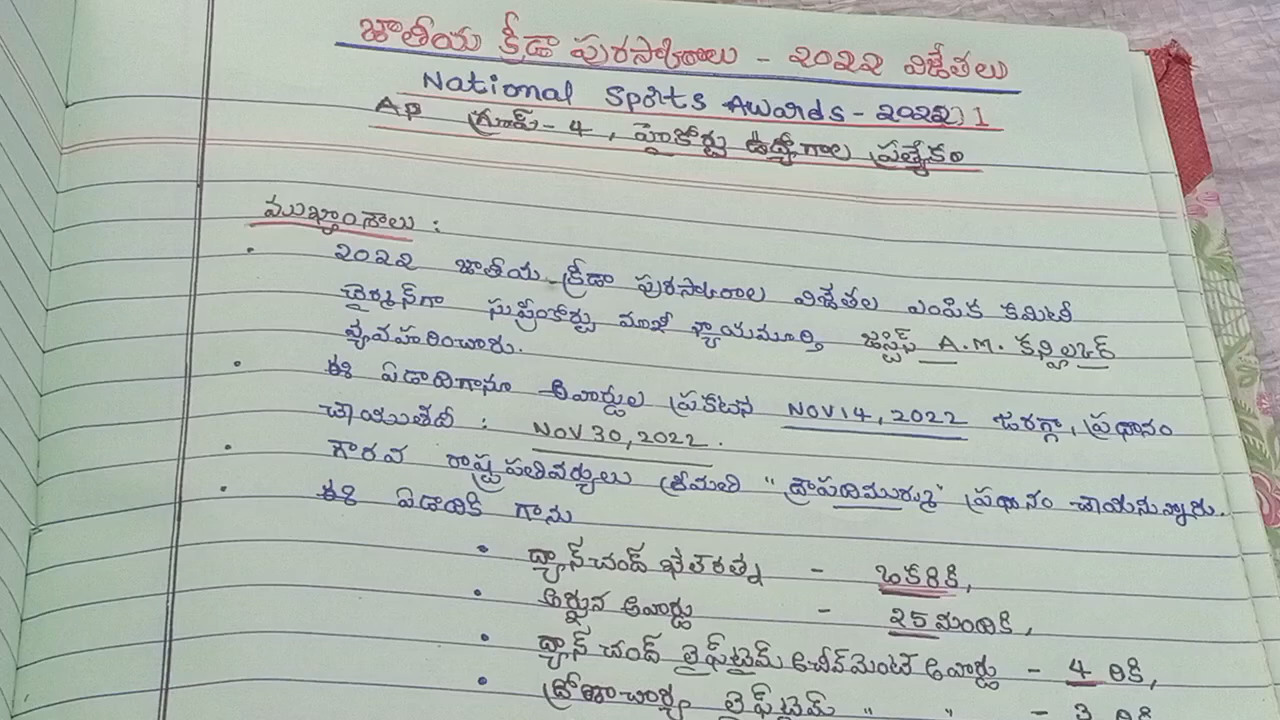 జాతీయ క్రీడా పురస్కారాలు - 2022 విజేతలు
National Sports Awards - 2022
AP గ్రూప్ - 4, హైకోర్టు ఉద్యోగాల ప్రత్యేకం
ముఖ్యాంశాలు :
• 2022 జాతీయ క్రీడా పురస్కారాల విజేతల ఎంపిక కమిటీ
చైర్మన్‌గా సుప్రీంకోర్టు మాజీ న్యాయమూర్తి జస్టిస్ A.M. కన్విల్కర్
వ్యవహరించారు.
• ఈ ఏడాదిగానూ అవార్డుల ప్రకటన NOV 14, 2022 జరగ్గా, ప్రధానం
చాయుతేదీ : NOV 30, 2022.
• గౌరవ రాష్ట్రపతివర్యులు శ్రీమతి "ద్రౌపదిముర్ము" ప్రధానం చాయనున్నారు.
• ఈ ఏడాదికి గాను
• ద్యాన్‌చంద్ ఖేల్‌రత్న - ఒకరికి,
• అర్జున అవార్డు - 25 మందికి,
• ధ్యాన్ చంద్ లైఫ్‌టైమ్ అచీవ్‌మెంట్ అవార్డు - 4 రికి,
• ద్రోణాచార్య లైఫ్‌టైమ్ " " - 3 రికి